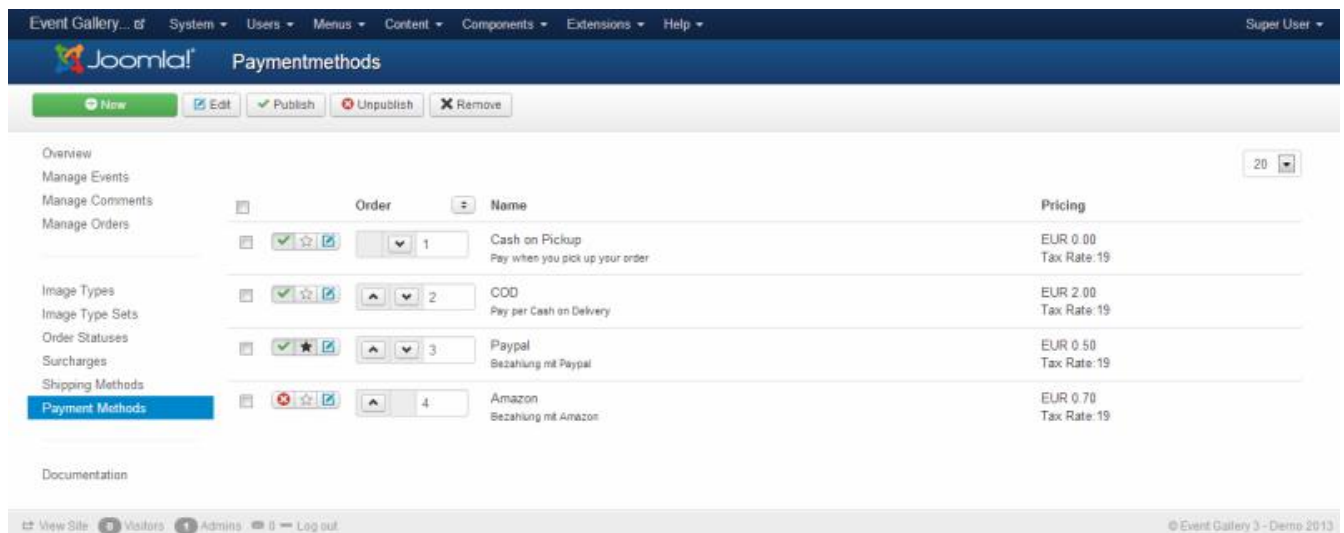 Event Gallery... System Users Menus Content Components Extensions Help Super User
Joomla! Paymentmethods
New Edit Publish Unpublish Remove
Overview
20
Manage Events
Manage Comments
Manage Orders
Order Name Pricing
1 Cash on Pickup EUR 0.00
Pay when you pick up your order Tax Rate:19
Image Types
Image Type Sets
2 COD EUR 2.00
Pay per Cash on Delivery Tax Rate:19
Order Statuses
Surcharges
3 Paypal EUR 0.50
Bezahlung mit Paypal Tax Rate:19
Shipping Methods
Payment Methods
4 Amazon EUR 0.70
Bezahlung mit Amazon Tax Rate:19
Documentation
View Site Visitors 1 Admins 0 Log out © Event Gallery 3 - Demo 2013